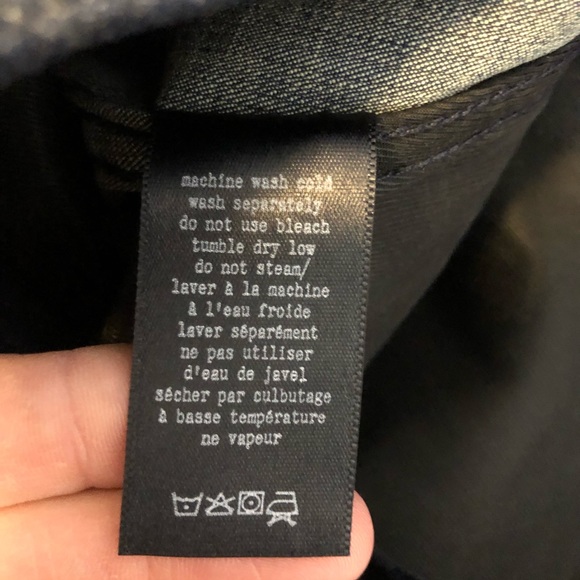 machine wash cold
wash separately
do not use bleach
tumble dry low
do not steam/
laver à la machine
à l'eau froide
laver séparément
ne pas utiliser
d'eau de javel
sécher par culbutage
à basse température
ne vapeur